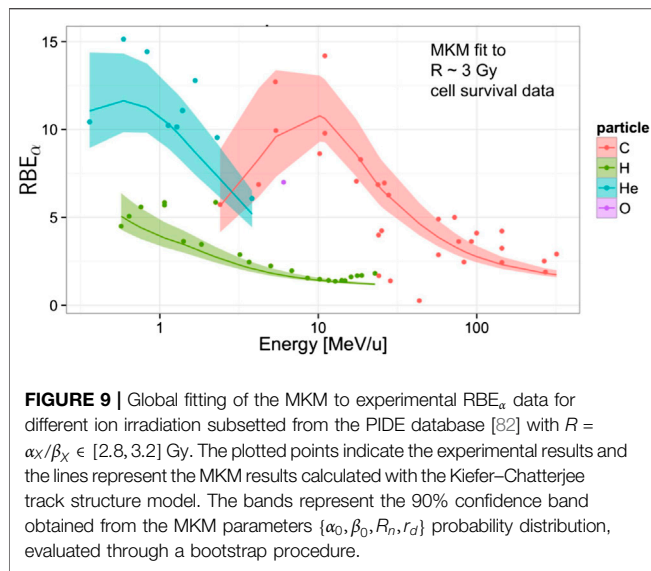 15
10
5
0
RBEα
MKM fit to
R ~ 3 Gy
cell survival data
particle
C
H
He
O
1
10
100
Energy [MeV/u]
FIGURE 9 | Global fitting of the MKM to experimental RBEα data for
different ion irradiation subsetted from the PIDE database [82] with R =
αX/βX ∈ [2.8, 3.2] Gy. The plotted points indicate the experimental results and
the lines represent the MKM results calculated with the Kiefer–Chatterjee
track structure model. The bands represent the 90% confidence band
obtained from the MKM parameters {α0, β0, Rn, rd} probability distribution,
evaluated through a bootstrap procedure.